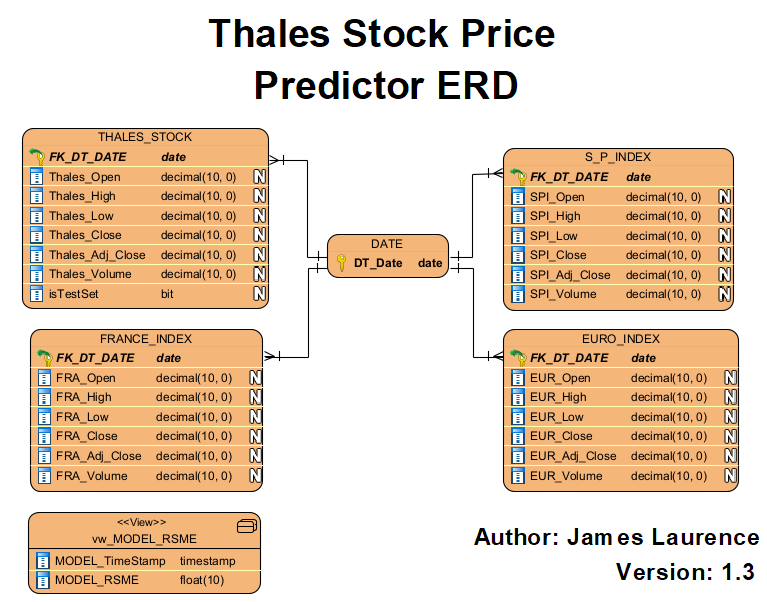 Thales Stock Price
Predictor ERD
THALES_STOCK
FK_DT_DATE date
Thales_Open decimal(10, 0) N
Thales_High decimal(10, 0) N
Thales_Low decimal(10, 0) N
Thales_Close decimal(10, 0) N
Thales_Adj_Close decimal(10, 0) N
Thales_Volume decimal(10, 0) N
isTestSet bit N
S_P_INDEX
FK_DT_DATE date
SPI_Open decimal(10, 0) N
SPI_High decimal(10, 0) N
SPI_Low decimal(10, 0) N
SPI_Close decimal(10, 0) N
SPI_Adj_Close decimal(10, 0) N
SPI_Volume decimal(10, 0) N
DATE
DT_Date date
FRANCE_INDEX
FK_DT_DATE date
FRA_Open decimal(10, 0) N
FRA_High decimal(10, 0) N
FRA_Low decimal(10, 0) N
FRA_Close decimal(10, 0) N
FRA_Adj_Close decimal(10, 0) N
FRA_Volume decimal(10, 0) N
EURO_INDEX
FK_DT_DATE date
EUR_Open decimal(10, 0) N
EUR_High decimal(10, 0) N
EUR_Low decimal(10, 0) N
EUR_Close decimal(10, 0) N
EUR_Adj_Close decimal(10, 0) N
EUR_Volume decimal(10, 0) N
<<View>>
vw_MODEL_RSME
MODEL_TimeStamp timestamp
MODEL_RSME float(10)
Author: James Laurence
Version: 1.3